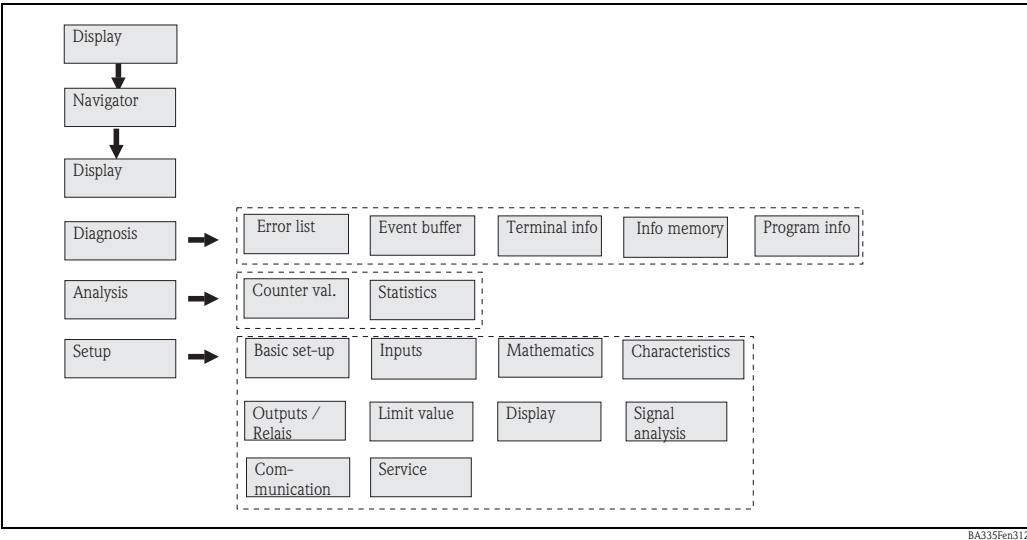 Display
Navigator
Display
Diagnosis
Error list
Event buffer
Terminal info
Info memory
Program info
Analysis
Counter val.
Statistics
Setup
Basic set-up
Inputs
Mathematics
Characteristics
Outputs /
Relais
Limit value
Display
Signal
analysis
Com-
munication
Service
BA335Fen312